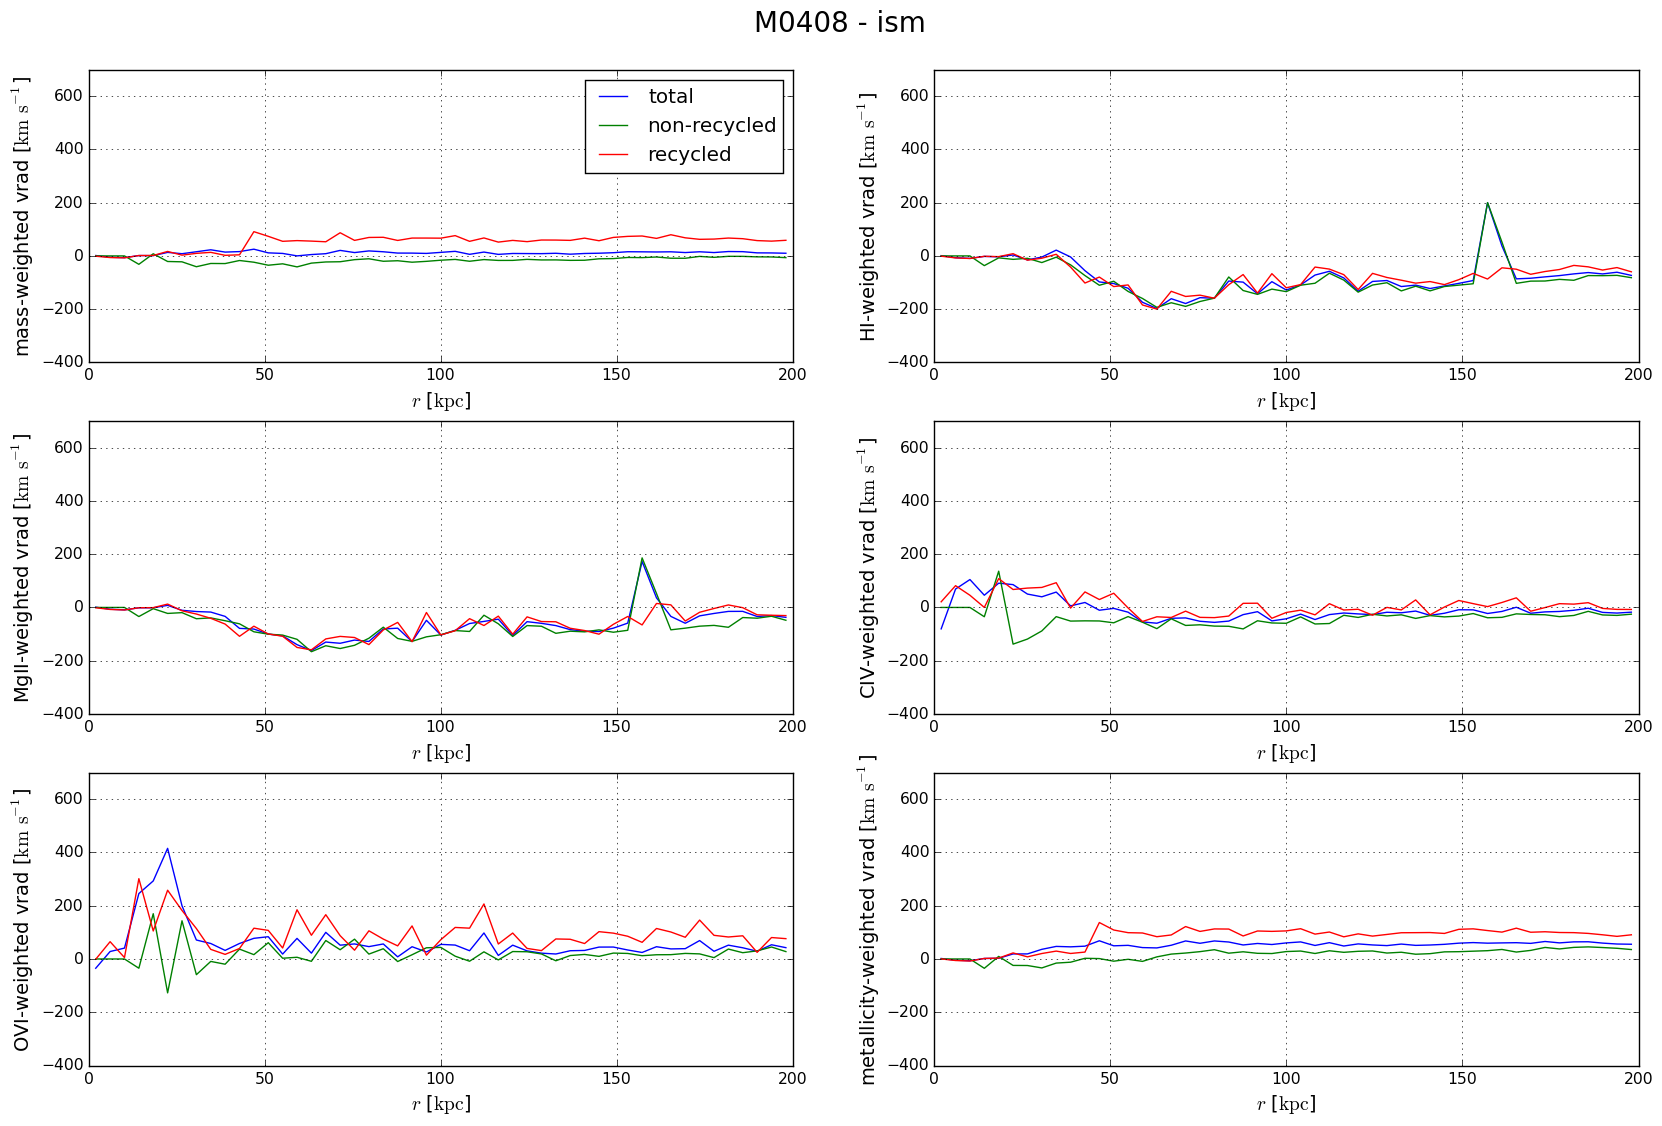 M0408 - ism
mass-weighted vrad [km s⁻¹]
600
400
200
0
−200
−400
0 50 100 150 200
r [kpc]
total
non-recycled
recycled
HI-weighted vrad [km s⁻¹]
600
400
200
0
−200
−400
0 50 100 150 200
r [kpc]
MgII-weighted vrad [km s⁻¹]
600
400
200
0
−200
−400
0 50 100 150 200
r [kpc]
CIV-weighted vrad [km s⁻¹]
600
400
200
0
−200
−400
0 50 100 150 200
r [kpc]
OVI-weighted vrad [km s⁻¹]
600
400
200
0
−200
−400
0 50 100 150 200
r [kpc]
metallicity-weighted vrad [km s⁻¹]
600
400
200
0
−200
−400
0 50 100 150 200
r [kpc]